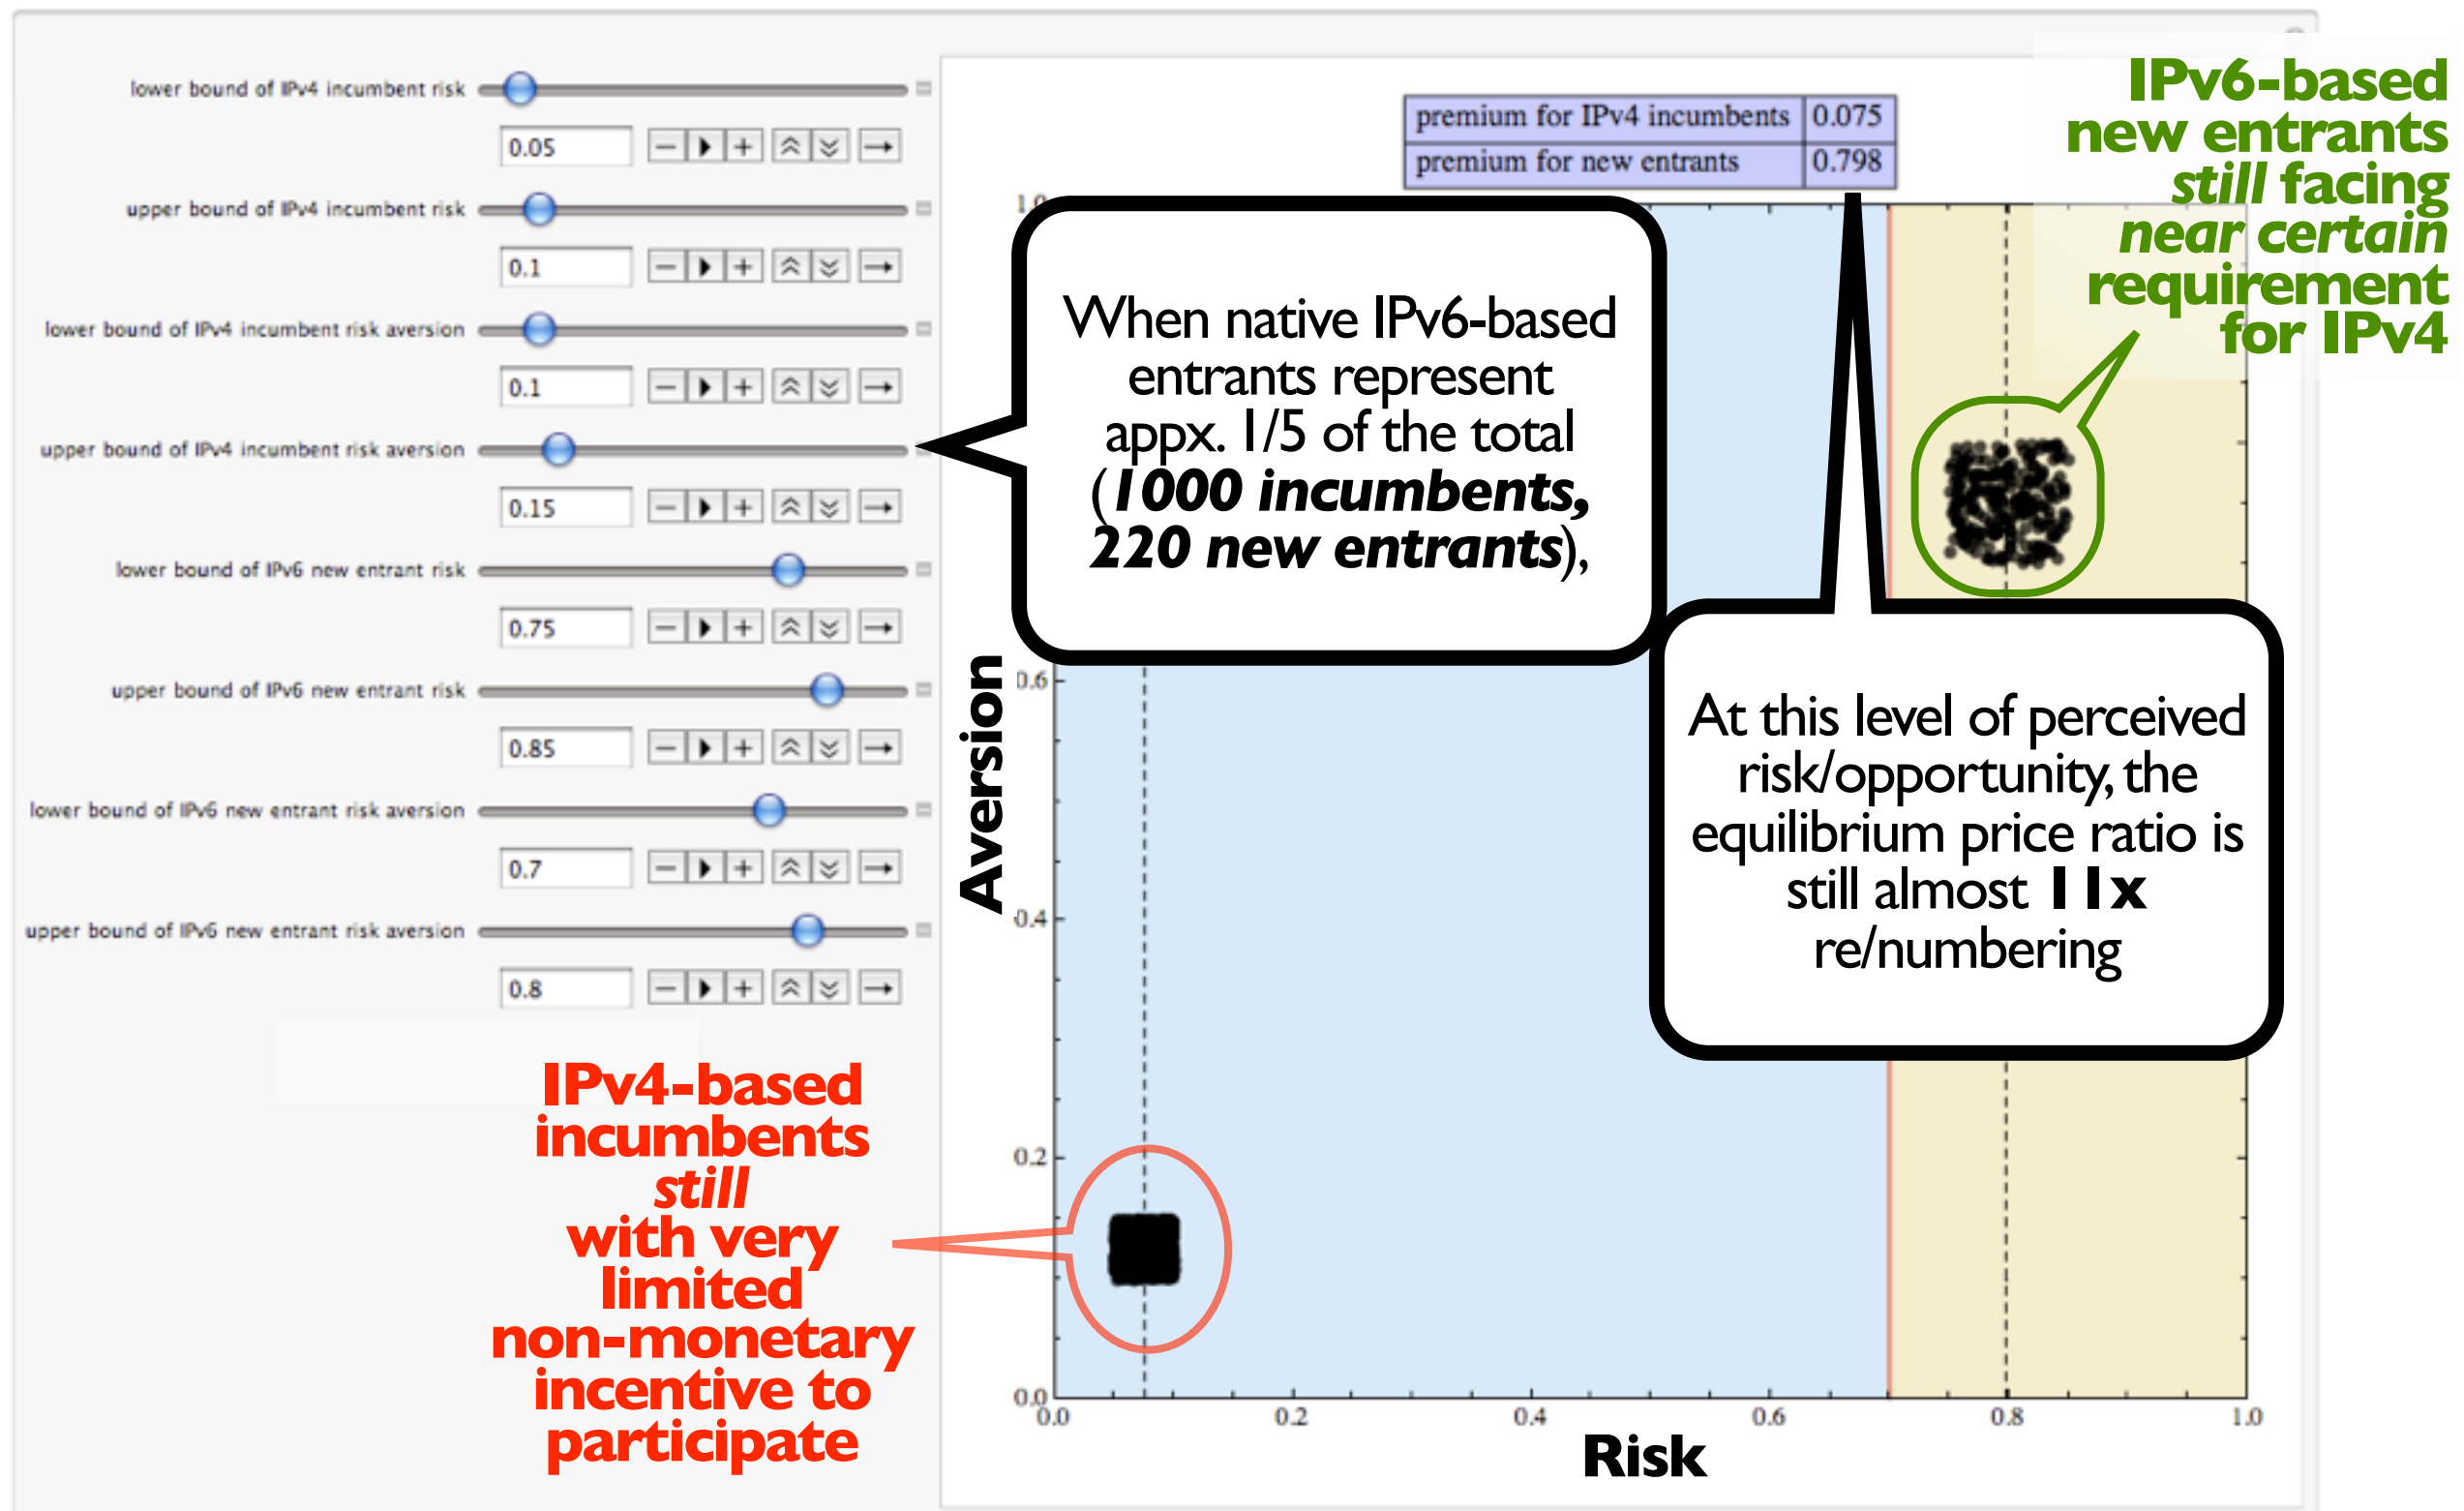 lower bound of IPv4 incumbent risk
0.05
upper bound of IPv4 incumbent risk
0.1
lower bound of IPv4 incumbent risk aversion
0.1
upper bound of IPv4 incumbent risk aversion
0.15
lower bound of IPv6 new entrant risk
0.75
upper bound of IPv6 new entrant risk
0.85
lower bound of IPv6 new entrant risk aversion
0.7
upper bound of IPv6 new entrant risk aversion
0.8
IPv4-based
incumbents
still
with very
limited
non-monetary
incentive to
participate
premium for IPv4 incumbents 0.075
premium for new entrants 0.798
IPv6-based
new entrants
still facing
near certain
requirement
for IPv4
When native IPv6-based
entrants represent
appx. 1/5 of the total
(1000 incumbents,
220 new entrants),
At this level of perceived
risk/opportunity, the
equilibrium price ratio is
still almost 11x
re/numbering
Aversion
1.0
0.6
0.4
0.2
0.0
0.0 0.2 0.4 0.6 0.8 1.0
Risk